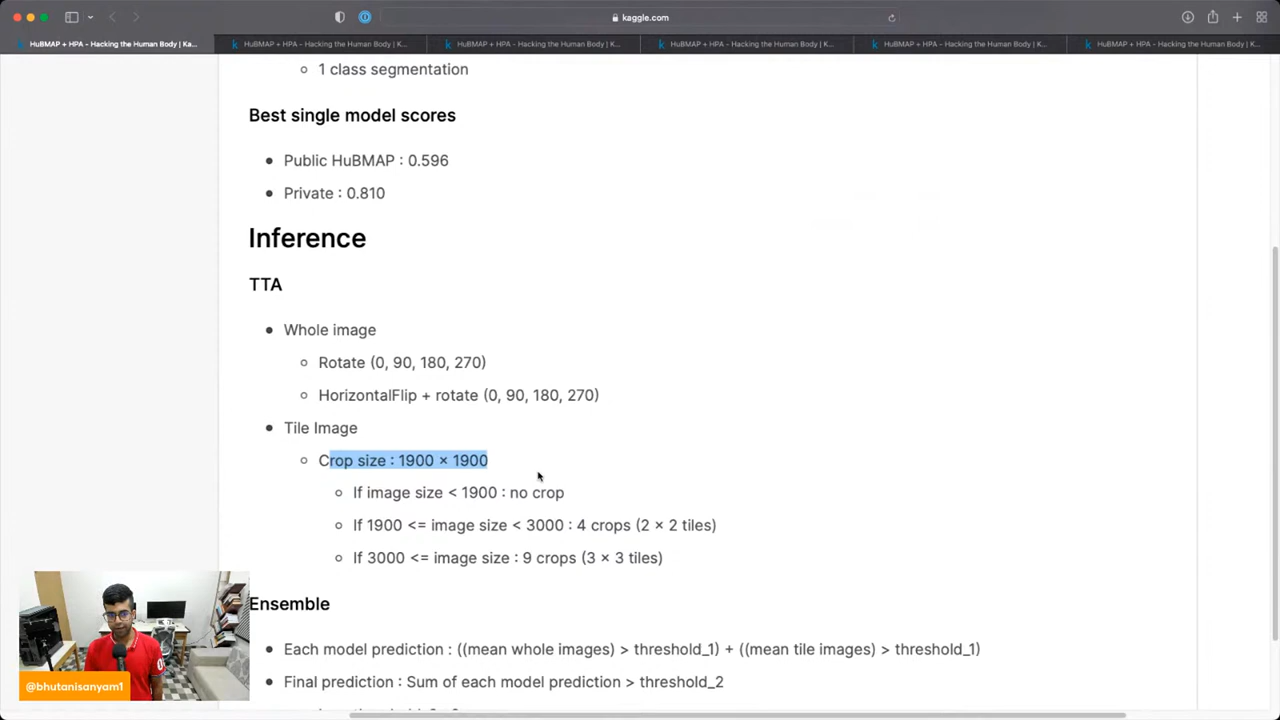 kaggle.com
HuBMAP + HPA - Hacking the Human Body | Ka...
HuBMAP + HPA - Hacking the Human Body | K...
HuBMAP + HPA - Hacking the Human Body | K...
HuBMAP + HPA - Hacking the Human Body | K...
HuBMAP + HPA - Hacking the Human Body | K...
HuBMAP + HPA - Hacking the Human Body | K...
1 class segmentation
Best single model scores
Public HuBMAP : 0.596
Private : 0.810
Inference
TTA
Whole image
Rotate (0, 90, 180, 270)
HorizontalFlip + rotate (0, 90, 180, 270)
Tile Image
Crop size : 1900 × 1900
If image size < 1900 : no crop
If 1900 <= image size < 3000 : 4 crops (2 × 2 tiles)
If 3000 <= image size : 9 crops (3 × 3 tiles)
Ensemble
Each model prediction : ((mean whole images) > threshold_1) + ((mean tile images) > threshold_1)
Final prediction : Sum of each model prediction > threshold_2
@bhutanisanyam1